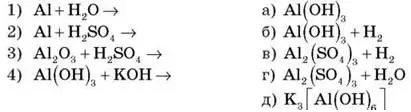 1) Al + H₂O →
2) Al + H₂SO₄ →
3) Al₂O₃ + H₂SO₄ →
4) Al(OH)₃ + KOH →
а) Al(OH)₃
б) Al(OH)₃ + H₂
в) Al₂(SO₄)₃ + H₂
г) Al₂(SO₄)₃ + H₂O
д) K₃[Al(OH)₆]